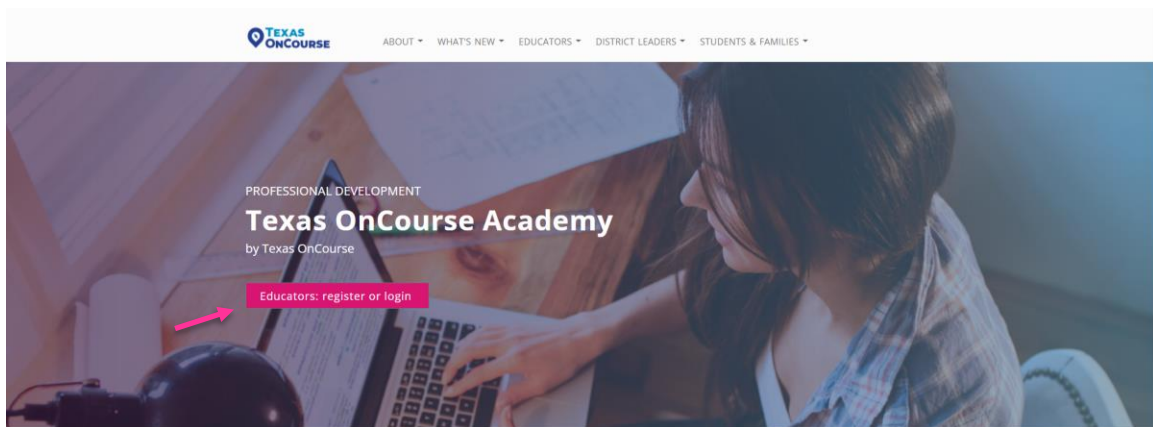 TEXAS
ONCOURSE
ABOUT WHAT'S NEW EDUCATORS DISTRICT LEADERS STUDENTS & FAMILIES
PROFESSIONAL DEVELOPMENT
Texas OnCourse Academy
by Texas OnCourse
Educators: register or login